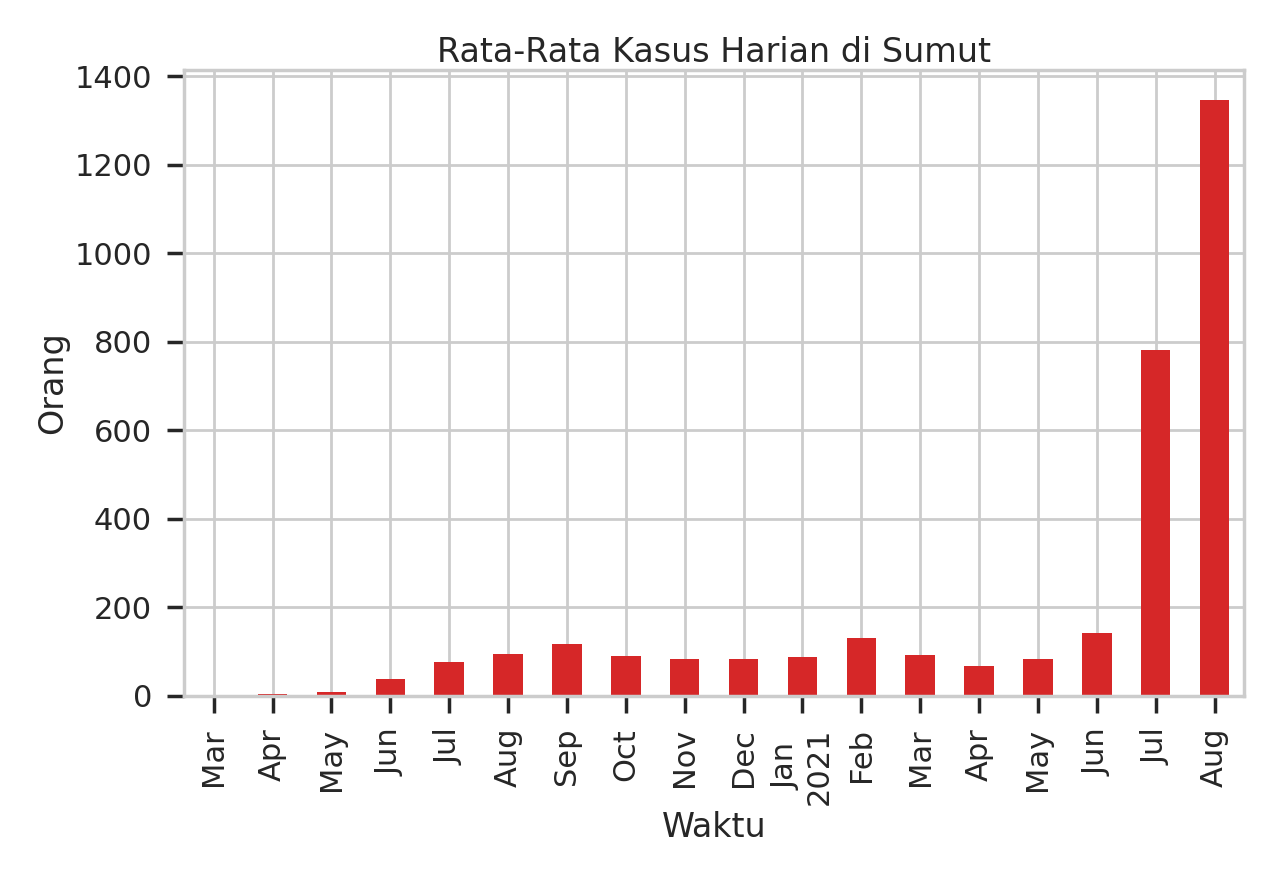 Rata-Rata Kasus Harian di Sumut
1400
1200
1000
800
600
400
200
0
Orang
Mar
Apr
May
Jun
Jul
Aug
Sep
Oct
Nov
Dec
Jan
2021
Feb
Mar
Apr
May
Jun
Jul
Aug
Waktu